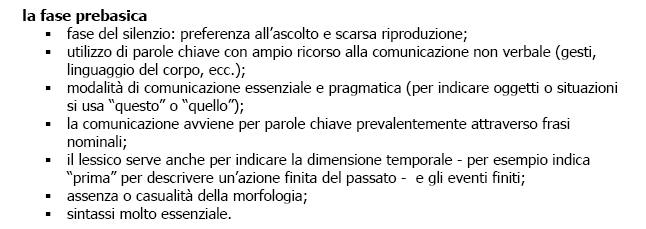 la fase prebasica
▪ fase del silenzio: preferenza all’ascolto e scarsa riproduzione;
▪ utilizzo di parole chiave con ampio ricorso alla comunicazione non verbale (gesti,
linguaggio del corpo, ecc.);
▪ modalità di comunicazione essenziale e pragmatica (per indicare oggetti o situazioni
si usa “questo” o “quello”);
▪ la comunicazione avviene per parole chiave prevalentemente attraverso frasi
nominali;
▪ il lessico serve anche per indicare la dimensione temporale - per esempio indica
“prima” per descrivere un’azione finita del passato - e gli eventi finiti;
▪ assenza o casualità della morfologia;
▪ sintassi molto essenziale.